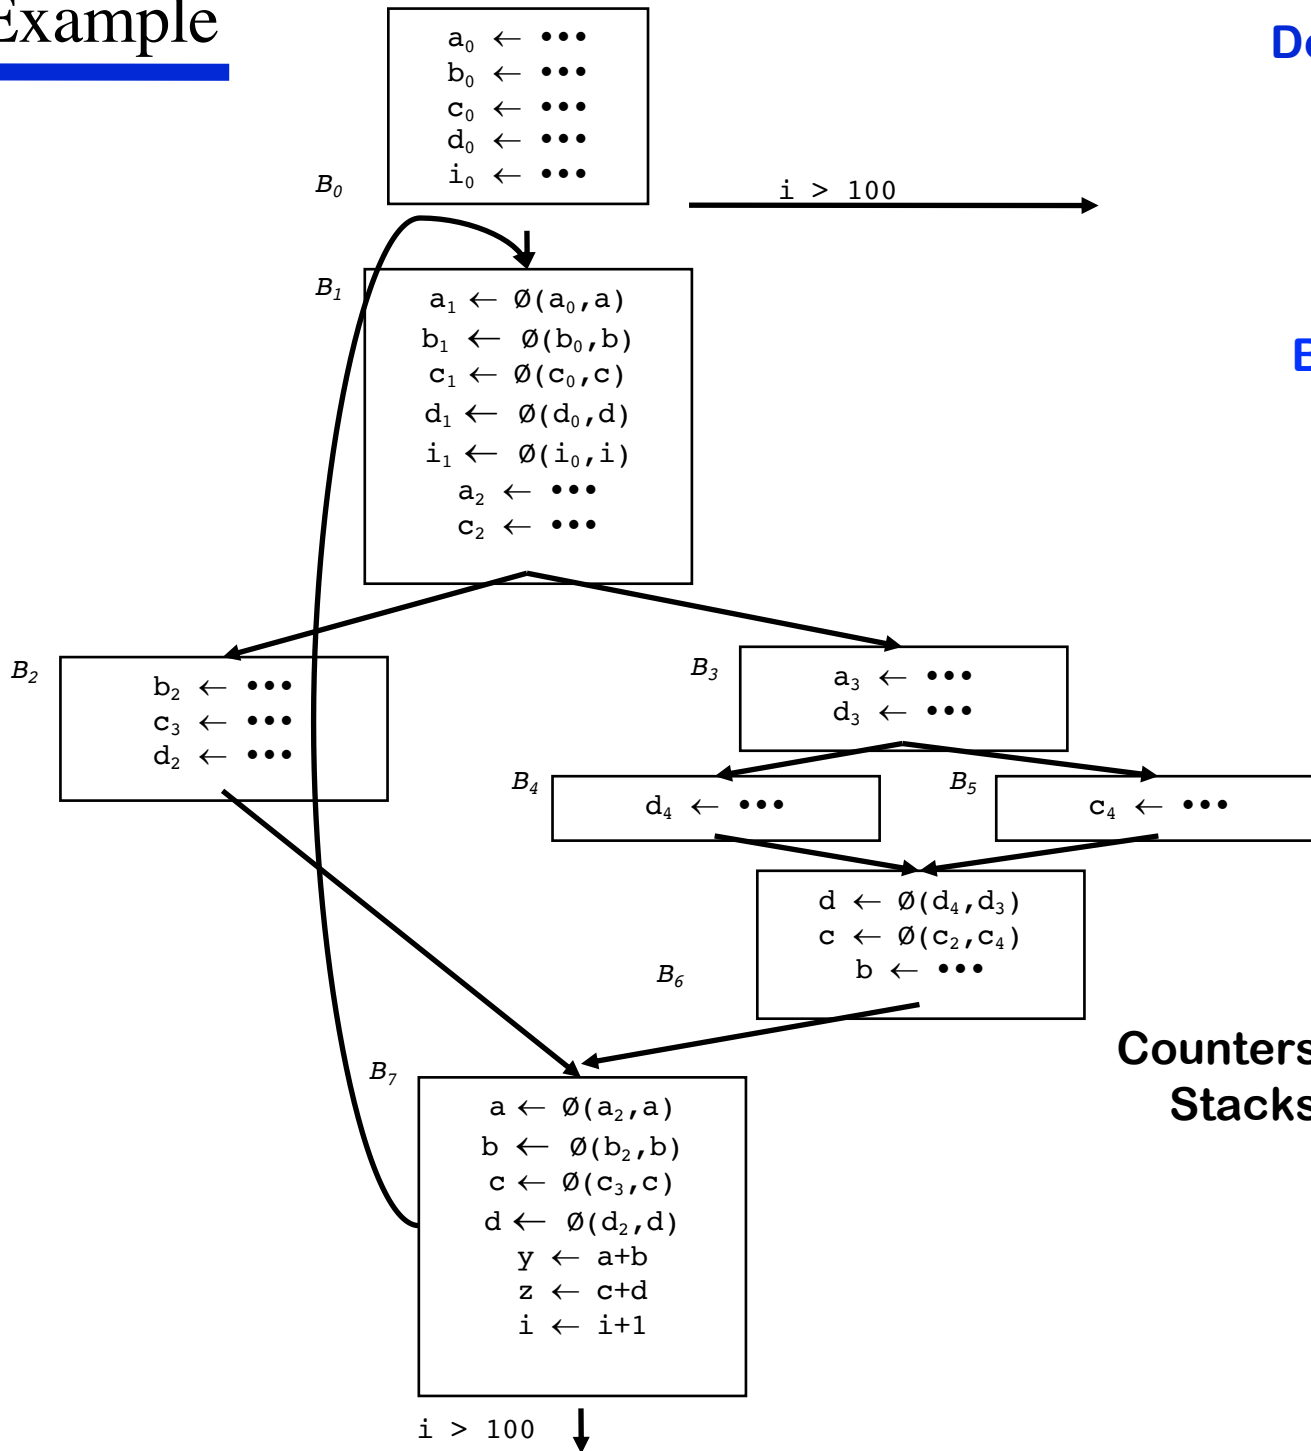 Example
a₀ ← •••
b₀ ← •••
c₀ ← •••
d₀ ← •••
i₀ ← •••
B₀
i > 100
B₁
a₁ ← Ø(a₀,a)
b₁ ← Ø(b₀,b)
c₁ ← Ø(c₀,c)
d₁ ← Ø(d₀,d)
i₁ ← Ø(i₀,i)
a₂ ← •••
c₂ ← •••
B₂
b₂ ← •••
c₃ ← •••
d₂ ← •••
B₃
a₃ ← •••
d₃ ← •••
B₄
d₄ ← •••
B₅
c₄ ← •••
d ← Ø(d₄,d₃)
c ← Ø(c₂,c₄)
b ← •••
B₆
Counters
Stacks
B₇
a ← Ø(a₂,a)
b ← Ø(b₂,b)
c ← Ø(c₃,c)
d ← Ø(d₂,d)
y ← a+b
z ← c+d
i ← i+1
i > 100